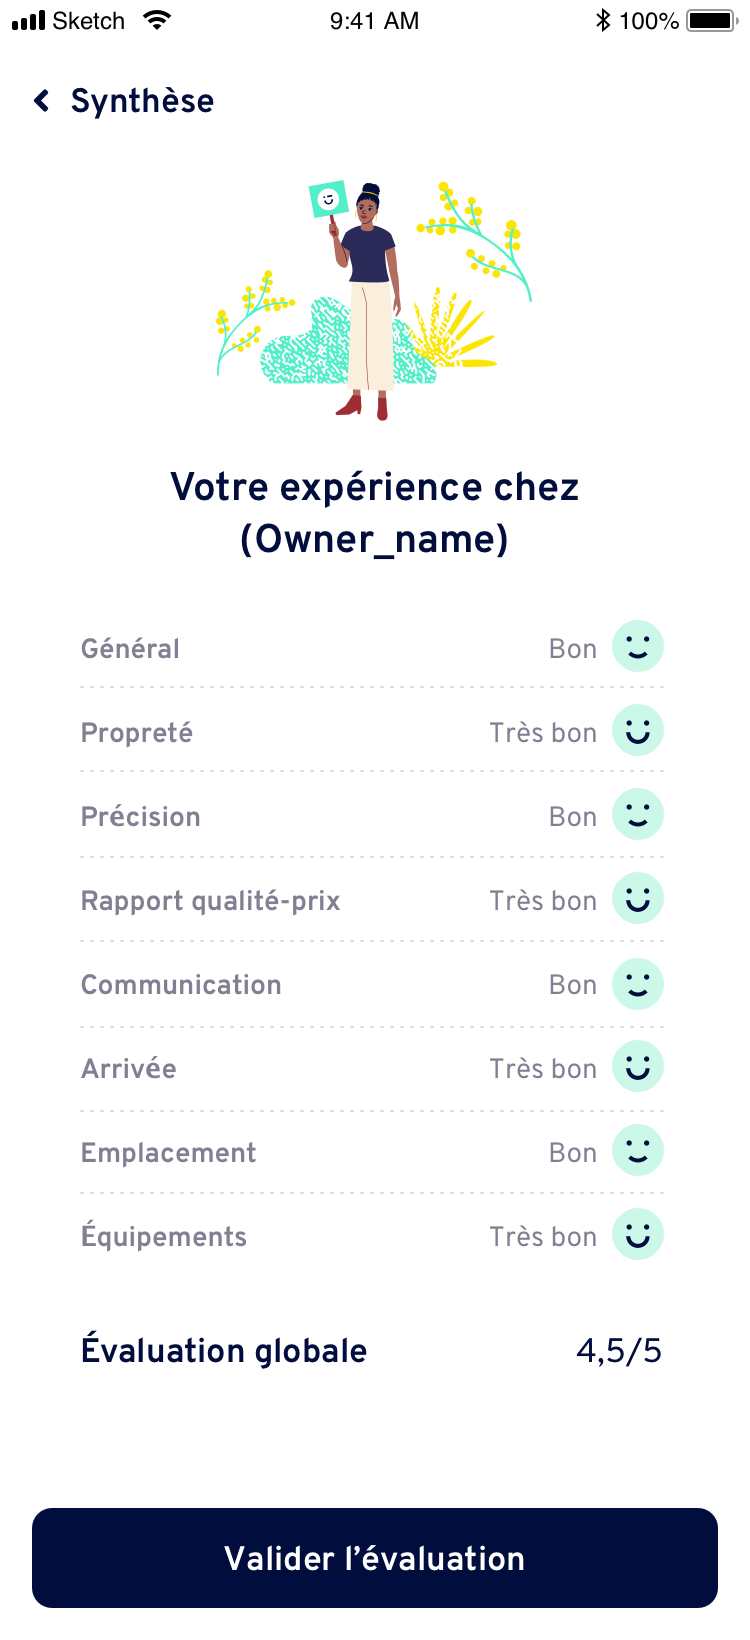 Sketch 9:41 AM 100%
Synthèse
Votre expérience chez
(Owner_name)
Général Bon
Propreté Très bon
Précision Bon
Rapport qualité-prix Très bon
Communication Bon
Arrivée Très bon
Emplacement Bon
Équipements Très bon
Évaluation globale 4,5/5
Valider l’évaluation